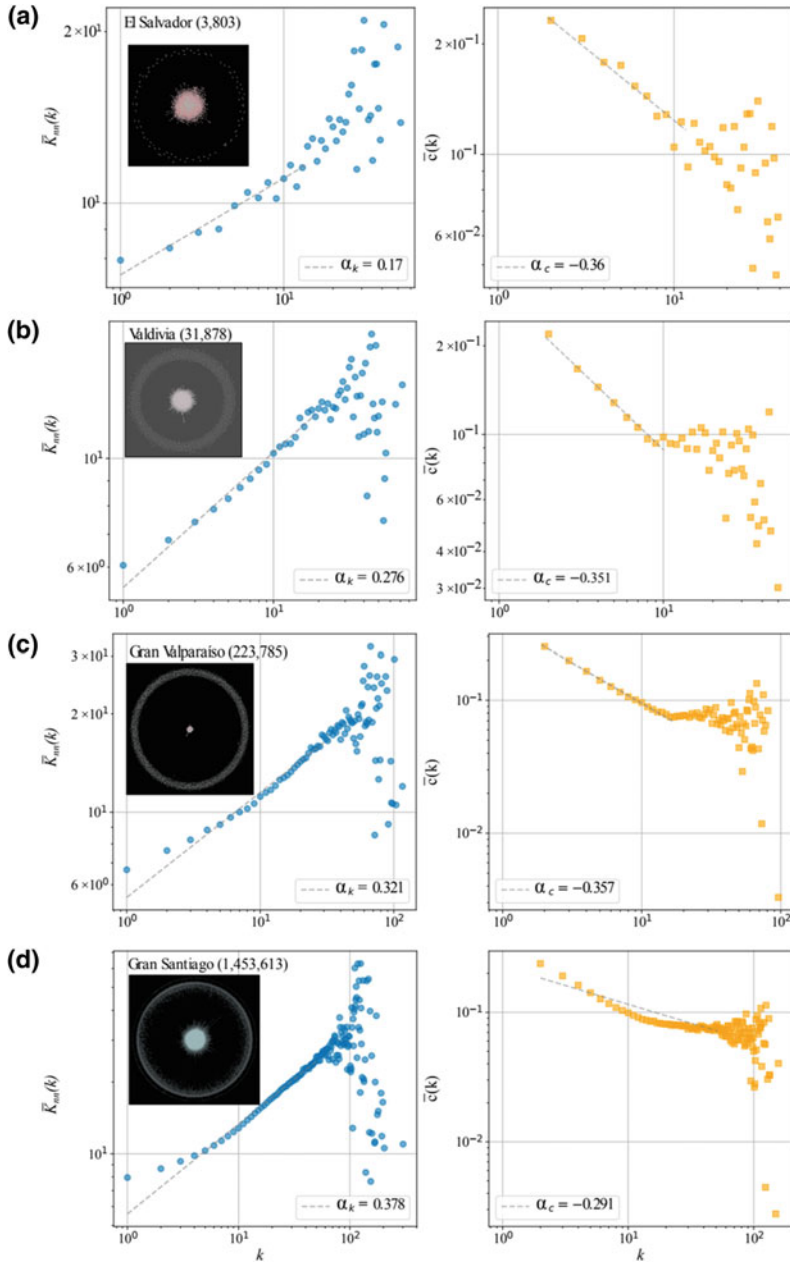 (a)
El Salvador (3,803)
2×10¹
10¹
K̄ₙₙ(k)
αₖ = 0.17
10⁰ 10¹
2×10⁻¹
10⁻¹
6×10⁻²
c̄(k)
α_c = −0.36
10⁰ 10¹
(b)
Valdivia (31,878)
10¹
6×10⁰
K̄ₙₙ(k)
αₖ = 0.276
10⁰ 10¹
2×10⁻¹
10⁻¹
6×10⁻²
4×10⁻²
3×10⁻²
c̄(k)
α_c = −0.351
10⁰ 10¹
(c)
Gran Valparaíso (223,785)
3×10¹
2×10¹
10¹
6×10⁰
K̄ₙₙ(k)
αₖ = 0.321
10⁰ 10¹ 10²
10⁻¹
10⁻²
c̄(k)
α_c = −0.357
10⁰ 10¹ 10²
(d)
Gran Santiago (1,453,613)
10¹
K̄ₙₙ(k)
αₖ = 0.378
10⁰ 10¹ 10²
k
10⁻¹
10⁻²
c̄(k)
α_c = −0.291
10⁰ 10¹ 10²
k